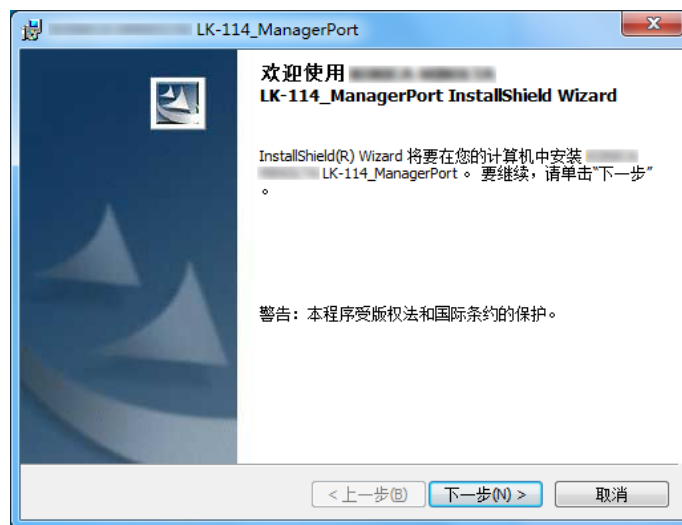 LK-114_ManagerPort
欢迎使用
LK-114_ManagerPort InstallShield Wizard
InstallShield(R) Wizard 将要在您的计算机中安装
LK-114_ManagerPort 。 要继续，请单击“下一步”
。
警告：本程序受版权法和国际条约的保护。
<上一步(B) 下一步(N) > 取消